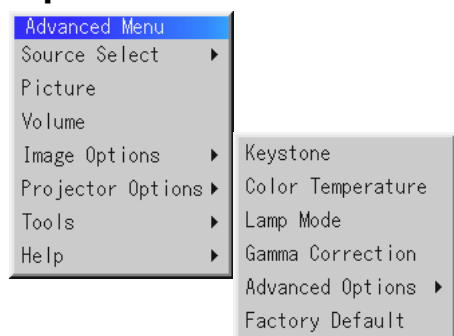 Advanced Menu
Source Select
Picture
Volume
Image Options
Projector Options
Tools
Help
Keystone
Color Temperature
Lamp Mode
Gamma Correction
Advanced Options
Factory Default